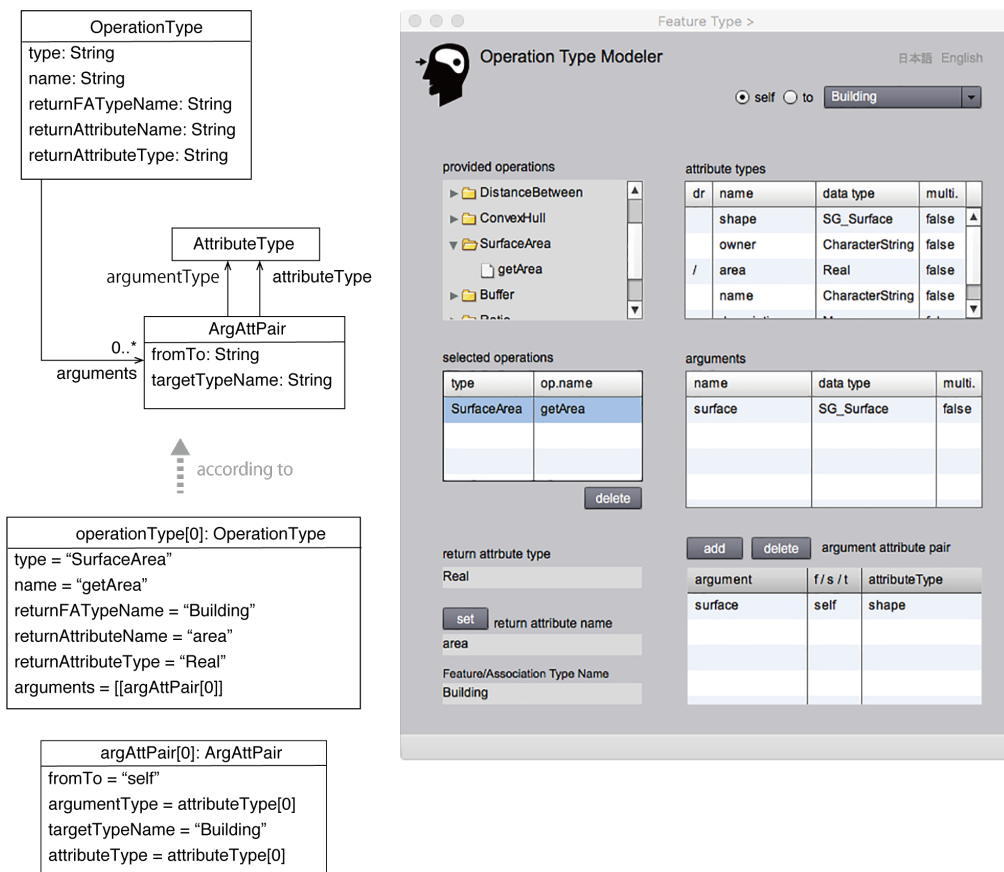 OperationType
type: String
name: String
returnFATypeName: String
returnAttributeName: String
returnAttributeType: String
AttributeType
argumentType
attributeType
ArgAttPair
0..*
fromTo: String
arguments
targetTypeName: String
according to
operationType[0]: OperationType
type = “SurfaceArea”
name = “getArea”
returnFATypeName = “Building”
returnAttributeName = “area”
returnAttributeType = “Real”
arguments = [[argAttPair[0]]
argAttPair[0]: ArgAttPair
fromTo = “self”
argumentType = attributeType[0]
targetTypeName = “Building”
attributeType = attributeType[0]
Feature Type >
Operation Type Modeler
日本語 English
self to Building
provided operations
DistanceBetween
ConvexHull
SurfaceArea
getArea
Buffer
Ratio
attribute types
dr name data type multi.
shape SG_Surface false
owner CharacterString false
/ area Real false
name CharacterString false
selected operations
type op.name
SurfaceArea getArea
delete
arguments
name data type multi.
surface SG_Surface false
return attrbute type
Real
set return attribute name
area
Feature/Association Type Name
Building
add delete argument attribute pair
argument f / s / t attributeType
surface self shape